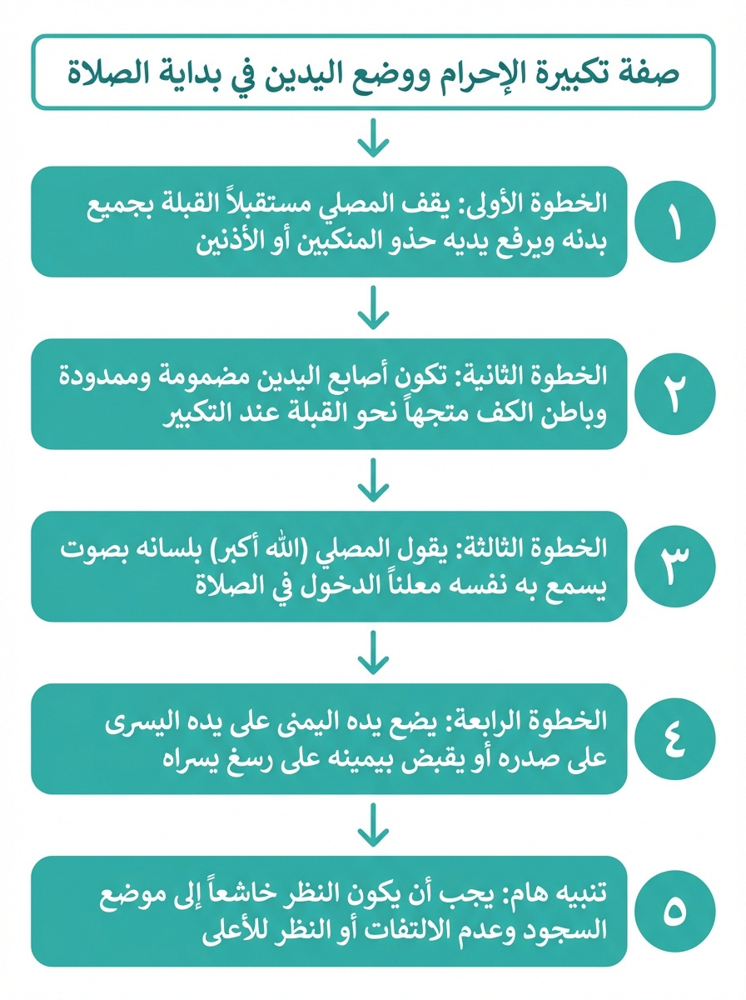 صفة تكبيرة الإحرام ووضع اليدين في بداية الصلاة
١
الخطوة الأولى: يقف المصلي مستقبلاً القبلة بجميع
بدنه ويرفع يديه حذو المنكبين أو الأذنين
٢
الخطوة الثانية: تكون أصابع اليدين مضمومة وممدودة
وباطن الكف متجهاً نحو القبلة عند التكبير
٣
الخطوة الثالثة: يقول المصلي (الله أكبر) بلسانه بصوت
يسمع به نفسه معلناً الدخول في الصلاة
٤
الخطوة الرابعة: يضع يده اليمنى على يده اليسرى
على صدره أو يقبض بيمينه على رسغ يسراه
٥
تنبيه هام: يجب أن يكون النظر خاشعاً إلى موضع
السجود وعدم الالتفات أو النظر للأعلى